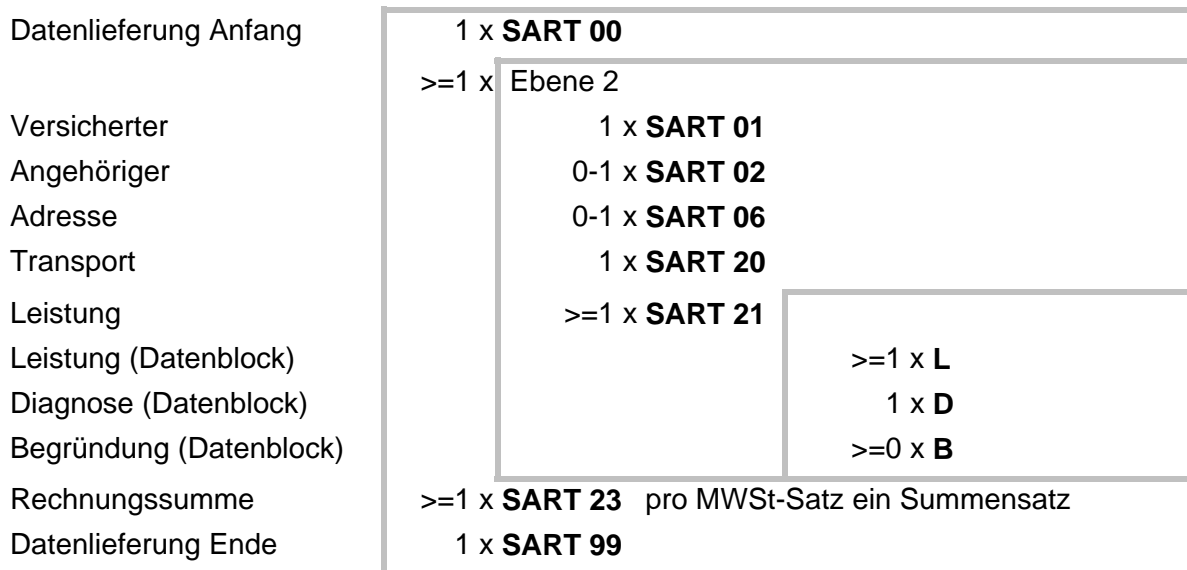 Datenlieferung Anfang 1 x SART 00
>=1 x Ebene 2
Versicherter 1 x SART 01
Angehöriger 0-1 x SART 02
Adresse 0-1 x SART 06
Transport 1 x SART 20
Leistung >=1 x SART 21
Leistung (Datenblock) >=1 x L
Diagnose (Datenblock) 1 x D
Begründung (Datenblock) >=0 x B
Rechnungssumme >=1 x SART 23 pro MWSt-Satz ein Summensatz
Datenlieferung Ende 1 x SART 99